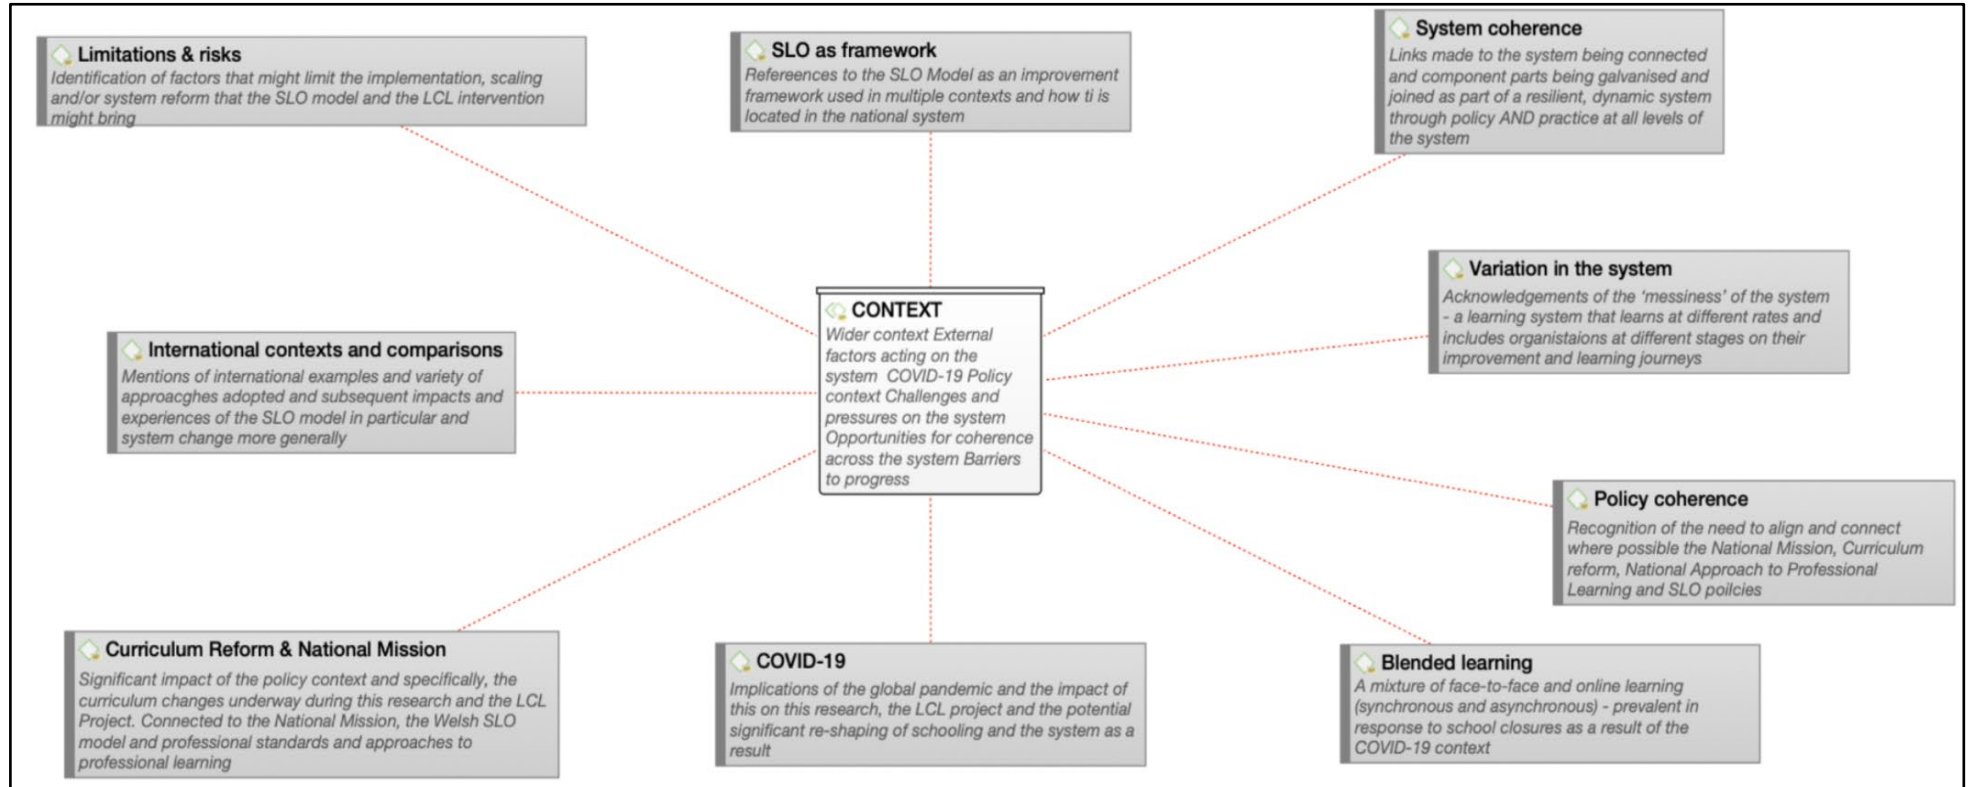 Limitations & risks
Identification of factors that might limit the implementation, scaling
and/or system reform that the SLO model and the LCL intervention
might bring
SLO as framework
Refereences to the SLO Model as an improvement
framework used in multiple contexts and how ti is
located in the national system
System coherence
Links made to the system being connected
and component parts being galvanised and
joined as part of a resilient, dynamic system
through policy AND practice at all levels of
the system
Variation in the system
Acknowledgements of the ‘messiness’ of the system
- a learning system that learns at different rates and
includes organistaions at different stages on their
improvement and learning journeys
CONTEXT
Wider context External
factors acting on the
system  COVID-19 Policy
context Challenges and
pressures on the system
Opportunities for coherence
across the system Barriers
to progress
International contexts and comparisons
Mentions of international examples and variety of
approacghes adopted and subsequent impacts and
experiences of the SLO model in particular and
system change more generally
Policy coherence
Recognition of the need to align and connect
where possible the National Mission, Curriculum
reform, National Approach to Professional
Learning and SLO poilcies
Curriculum Reform & National Mission
Significant impact of the policy context and specifically, the
curriculum changes underway during this research and the LCL
Project. Connected to the National Mission, the Welsh SLO
model and professional standards and approaches to
professional learning
COVID-19
Implications of the global pandemic and the impact of
this on this research, the LCL project and the potential
significant re-shaping of schooling and the system as a
result
Blended learning
A mixture of face-to-face and online learning
(synchronous and asynchronous) - prevalent in
response to school closures as a result of the
COVID-19 context